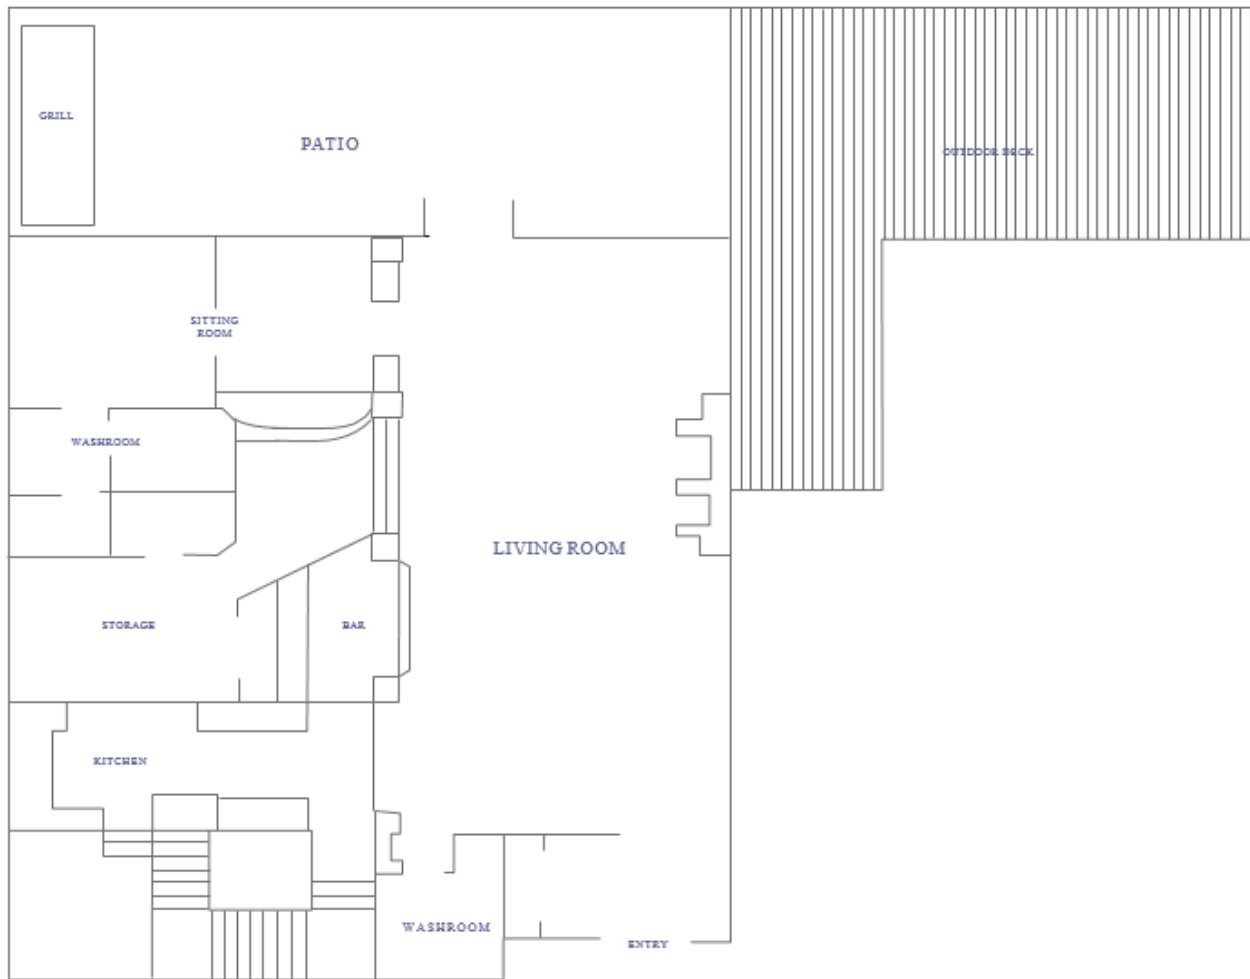 GRILL
PATIO
OUTDOOR DECK
SITTING
ROOM
WASHROOM
LIVING ROOM
STORAGE
BAR
KITCHEN
WASHROOM
ENTRY